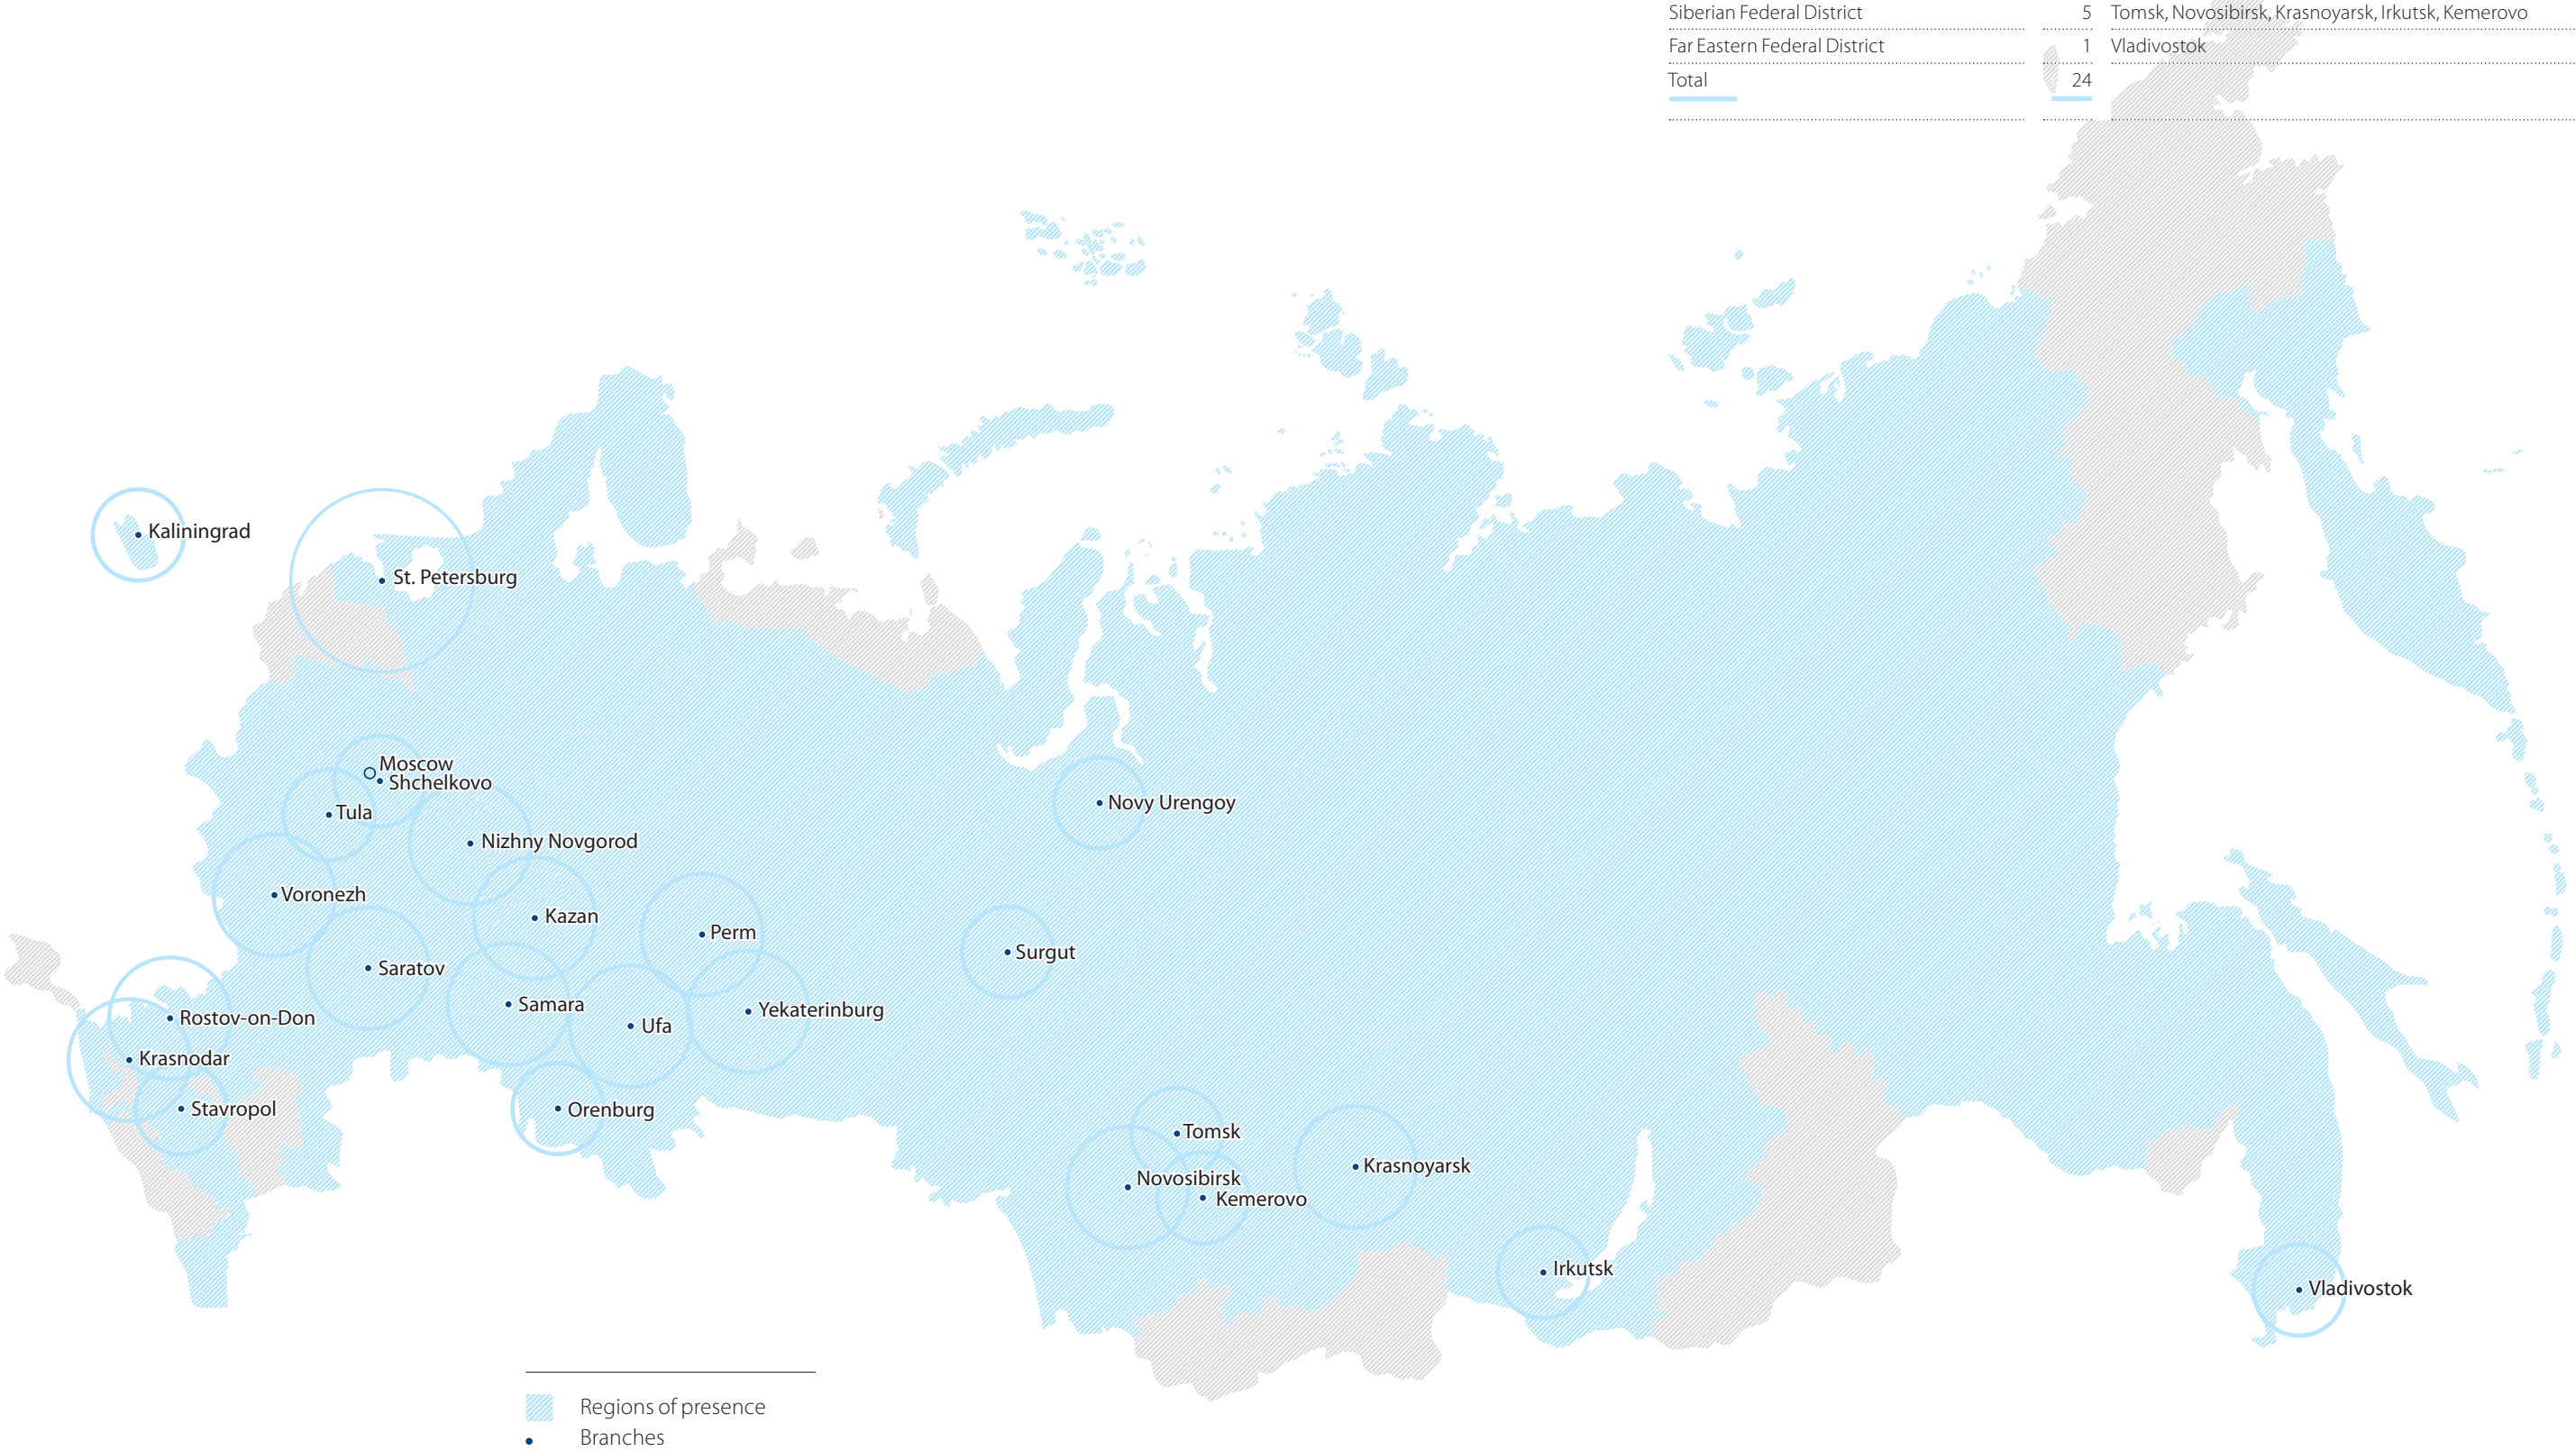 Siberian Federal District 5 Tomsk, Novosibirsk, Krasnoyarsk, Irkutsk, Kemerovo
Far Eastern Federal District 1 Vladivostok
Total 24
Kaliningrad
St. Petersburg
Moscow
Shchelkovo
Novy Urengoy
Tula
Nizhny Novgorod
Voronezh
Kazan
Perm
Surgut
Saratov
Samara
Yekaterinburg
Rostov-on-Don
Ufa
Krasnodar
Stavropol
Orenburg
Tomsk
Krasnoyarsk
Novosibirsk
Kemerovo
Irkutsk
Vladivostok
Regions of presence
Branches